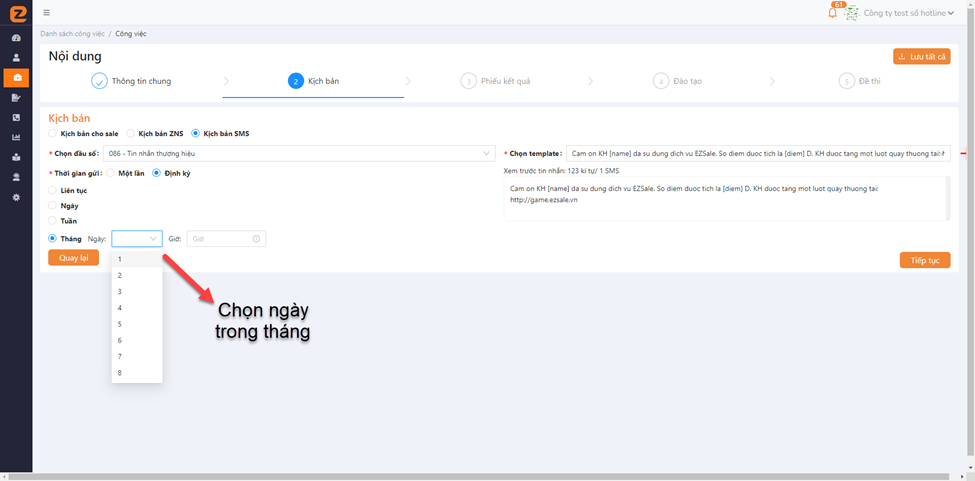 61
Công ty test số hotline
Danh sách công việc / Công việc
Nội dung
Lưu tất cả
Thông tin chung
2 Kịch bản
3 Phiếu kết quả
4 Đào tạo
5 Đề thi
Kịch bản
Kịch bản cho sale Kịch bản ZNS Kịch bản SMS
* Chọn đầu số: 086 - Tin nhắn thương hiệu
* Chọn template: Cam on KH [name] da su dung dich vu EZSale. So diem duoc tich la [diem] D. KH duoc tang mot luot quay thuong tai:
* Thời gian gửi: Một lần Định kỳ
Xem trước tin nhắn: 123 kí tự/ 1 SMS
Cam on KH [name] da su dung dich vu EZSale. So diem duoc tich la [diem] D. KH duoc tang mot luot quay thuong tai:
http://game.ezsale.vn
Liên tục
Ngày
Tuần
Tháng Ngày: Giờ: Giờ
Quay lại
Tiếp tục
1
2
3
4
5
6
7
8
Chọn ngày
trong tháng